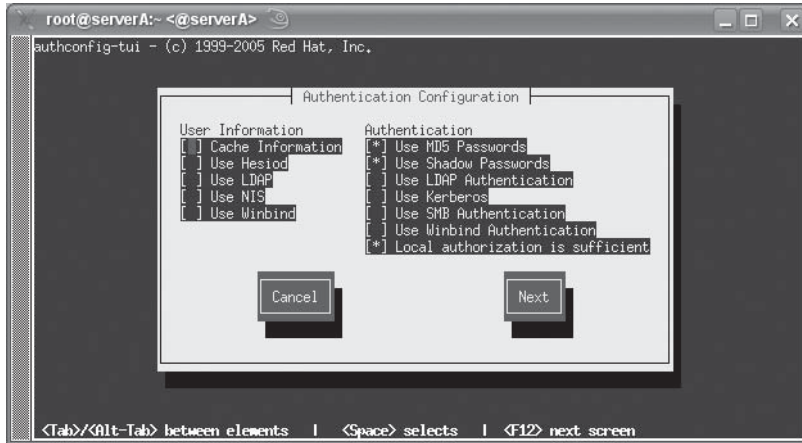 root@serverA:~ <@serverA>
authconfig-tui - (c) 1999-2005 Red Hat, Inc.
Authentication Configuration
User Information
[ ] Cache Information
[ ] Use Hesiod
[ ] Use LDAP
[ ] Use NIS
[ ] Use Winbind
Authentication
[*] Use MD5 Passwords
[*] Use Shadow Passwords
[ ] Use LDAP Authentication
[ ] Use Kerberos
[ ] Use SMB Authentication
[ ] Use Winbind Authentication
[*] Local authorization is sufficient
Cancel
Next
<Tab>/<Alt-Tab> between elements | <Space> selects | <F12> next screen